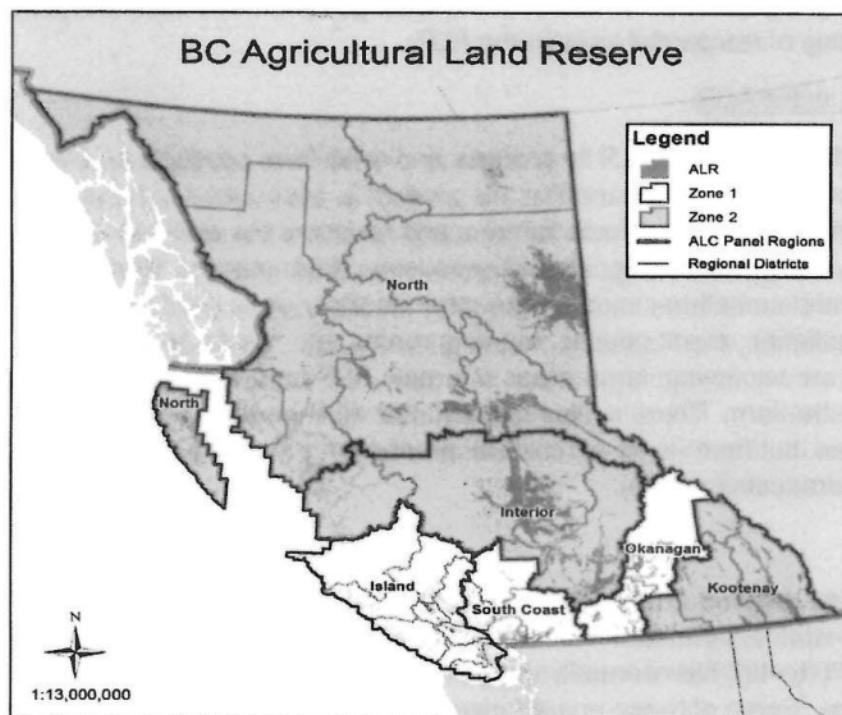 BC Agricultural Land Reserve
Legend
ALR
Zone 1
Zone 2
ALC Panel Regions
Regional Districts
North
North
Interior
Okanagan
Island
South Coast
Kootenay
N
1:13,000,000